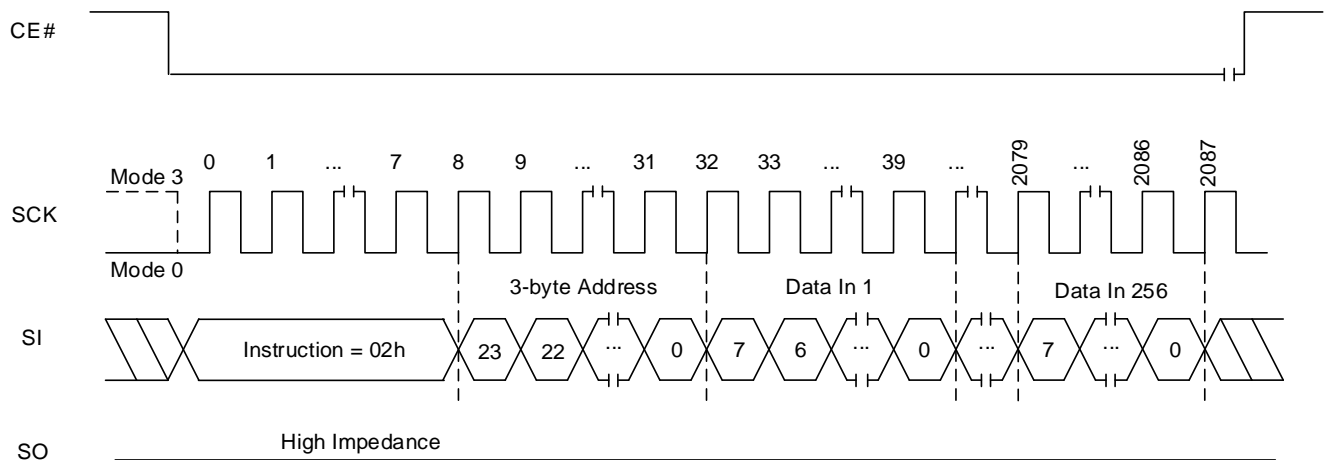 CE#
0 1 ... 7 8 9 ... 31 32 33 ... 39 ... 2079 ... 2086 2087
Mode 3
SCK
Mode 0
3-byte Address Data In 1 Data In 256
SI
Instruction = 02h 23 22 ... 0 7 6 ... 0 ... 7 ... 0
High Impedance
SO